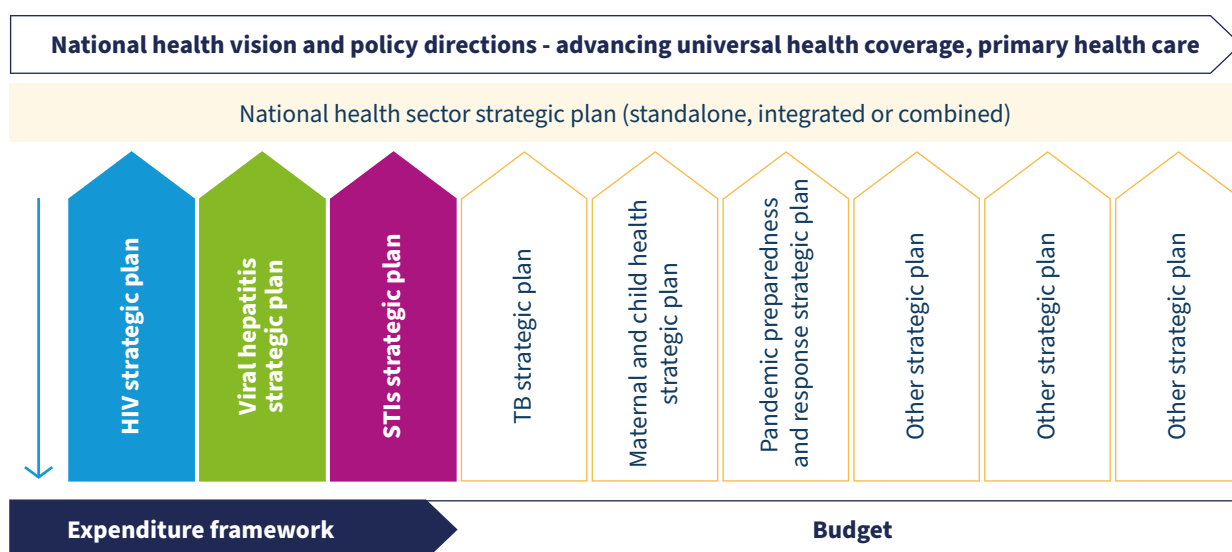 National health vision and policy directions - advancing universal health coverage, primary health care
National health sector strategic plan (standalone, integrated or combined)
HIV strategic plan
Viral hepatitis
strategic plan
STIs strategic plan
TB strategic plan
Maternal and child health
strategic plan
Pandemic preparedness
and response strategic plan
Other strategic plan
Other strategic plan
Other strategic plan
Expenditure framework
Budget